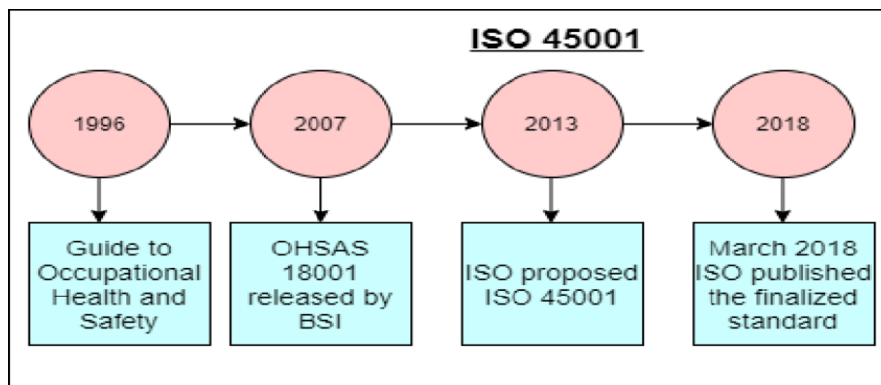 ISO 45001
1996
2007
2013
2018
Guide to
Occupational
Health and
Safety
OHSAS
18001
released by
BSI
ISO proposed
ISO 45001
March 2018
ISO published
the finalized
standard